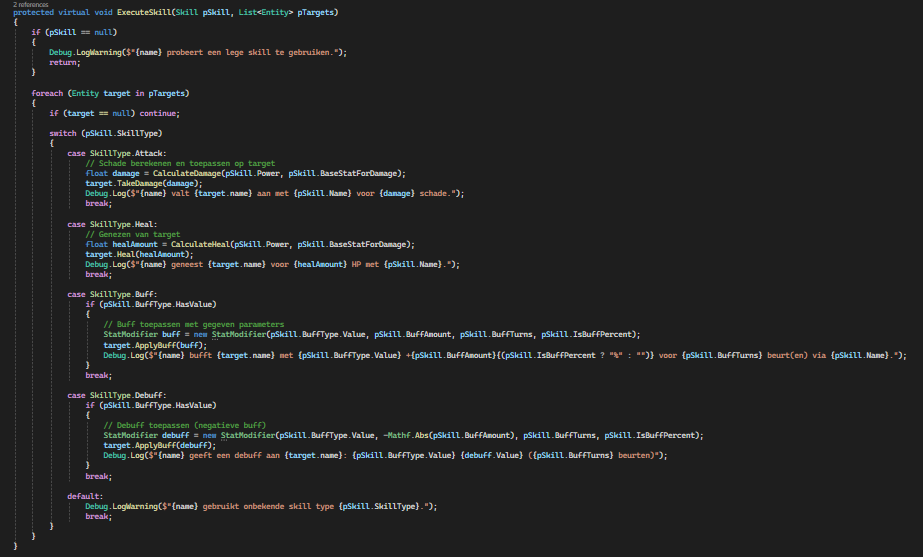 2 references
protected virtual void ExecuteSkill(Skill pSkill, List<Entity> pTargets)
{
if (pSkill == null)
{
Debug.LogWarning($"{name} probeert een lege skill te gebruiken.");
return;
}
foreach (Entity target in pTargets)
{
if (target == null) continue;
switch (pSkill.SkillType)
{
case SkillType.Attack:
// Schade berekenen en toepassen op target
float damage = CalculateDamage(pSkill.Power, pSkill.BaseStatForDamage);
target.TakeDamage(damage);
Debug.Log($"{name} valt {target.name} aan met {pSkill.Name} voor {damage} schade.");
break;
case SkillType.Heal:
// Genezen van target
float healAmount = CalculateHeal(pSkill.Power, pSkill.BaseStatForDamage);
target.Heal(healAmount);
Debug.Log($"{name} geneest {target.name} voor {healAmount} HP met {pSkill.Name}.");
break;
case SkillType.Buff:
if (pSkill.BuffType.HasValue)
{
// Buff toepassen met gegeven parameters
StatModifier buff = new StatModifier(pSkill.BuffType.Value, pSkill.BuffAmount, pSkill.BuffTurns, pSkill.IsBuffPercent);
target.ApplyBuff(buff);
Debug.Log($"{name} bufft {target.name} met {pSkill.BuffType.Value} +{pSkill.BuffAmount}{(pSkill.IsBuffPercent ? "%" : "")} voor {pSkill.BuffTurns} beurt(en) via {pSkill.Name}.");
}
break;
case SkillType.Debuff:
if (pSkill.BuffType.HasValue)
{
// Debuff toepassen (negatieve buff)
StatModifier debuff = new StatModifier(pSkill.BuffType.Value, -Mathf.Abs(pSkill.BuffAmount), pSkill.BuffTurns, pSkill.IsBuffPercent);
target.ApplyBuff(debuff);
Debug.Log($"{name} geeft een debuff aan {target.name}: {pSkill.BuffType.Value} {debuff.Value} ({pSkill.BuffTurns} beurten)");
}
break;
default:
Debug.LogWarning($"{name} gebruikt onbekende skill type {pSkill.SkillType}.");
break;
}
}
}